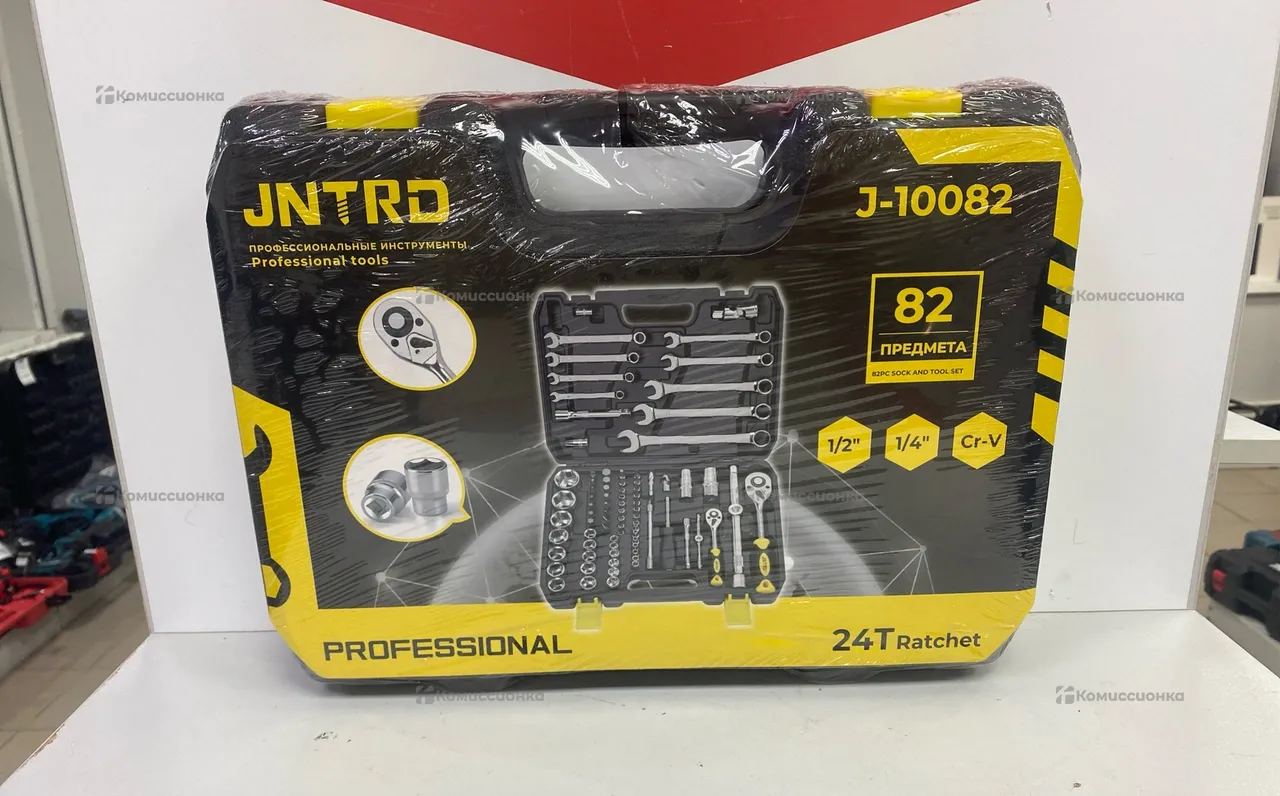 Комиссионка
JNTRD
J-10082
ПРОФЕССИОНАЛЬНЫЕ ИНСТРУМЕНТЫ
Professional tools
Комиссионка
Комиссионка
82
ПРЕДМЕТА
82PC SOCK AND TOOL SET
1/2"
1/4"
Cr-V
Комиссионка
Комиссионка
PROFESSIONAL
24T Ratchet
Комиссионка
Комиссионка